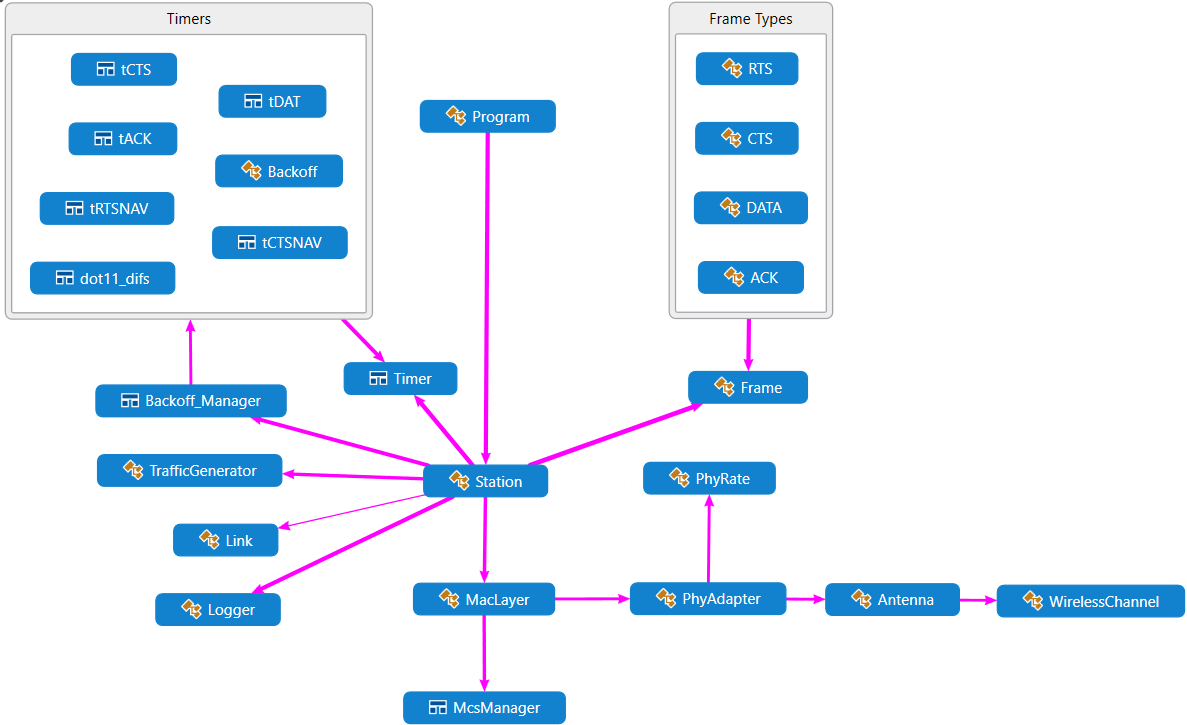 Timers
Frame Types
tCTS
RTS
tDAT
Program
tACK
CTS
Backoff
tRTSNAV
DATA
tCTSNAV
dot11_difs
ACK
Timer
Frame
Backoff_Manager
TrafficGenerator
Station
PhyRate
Link
MacLayer
PhyAdapter
Antenna
WirelessChannel
Logger
McsManager